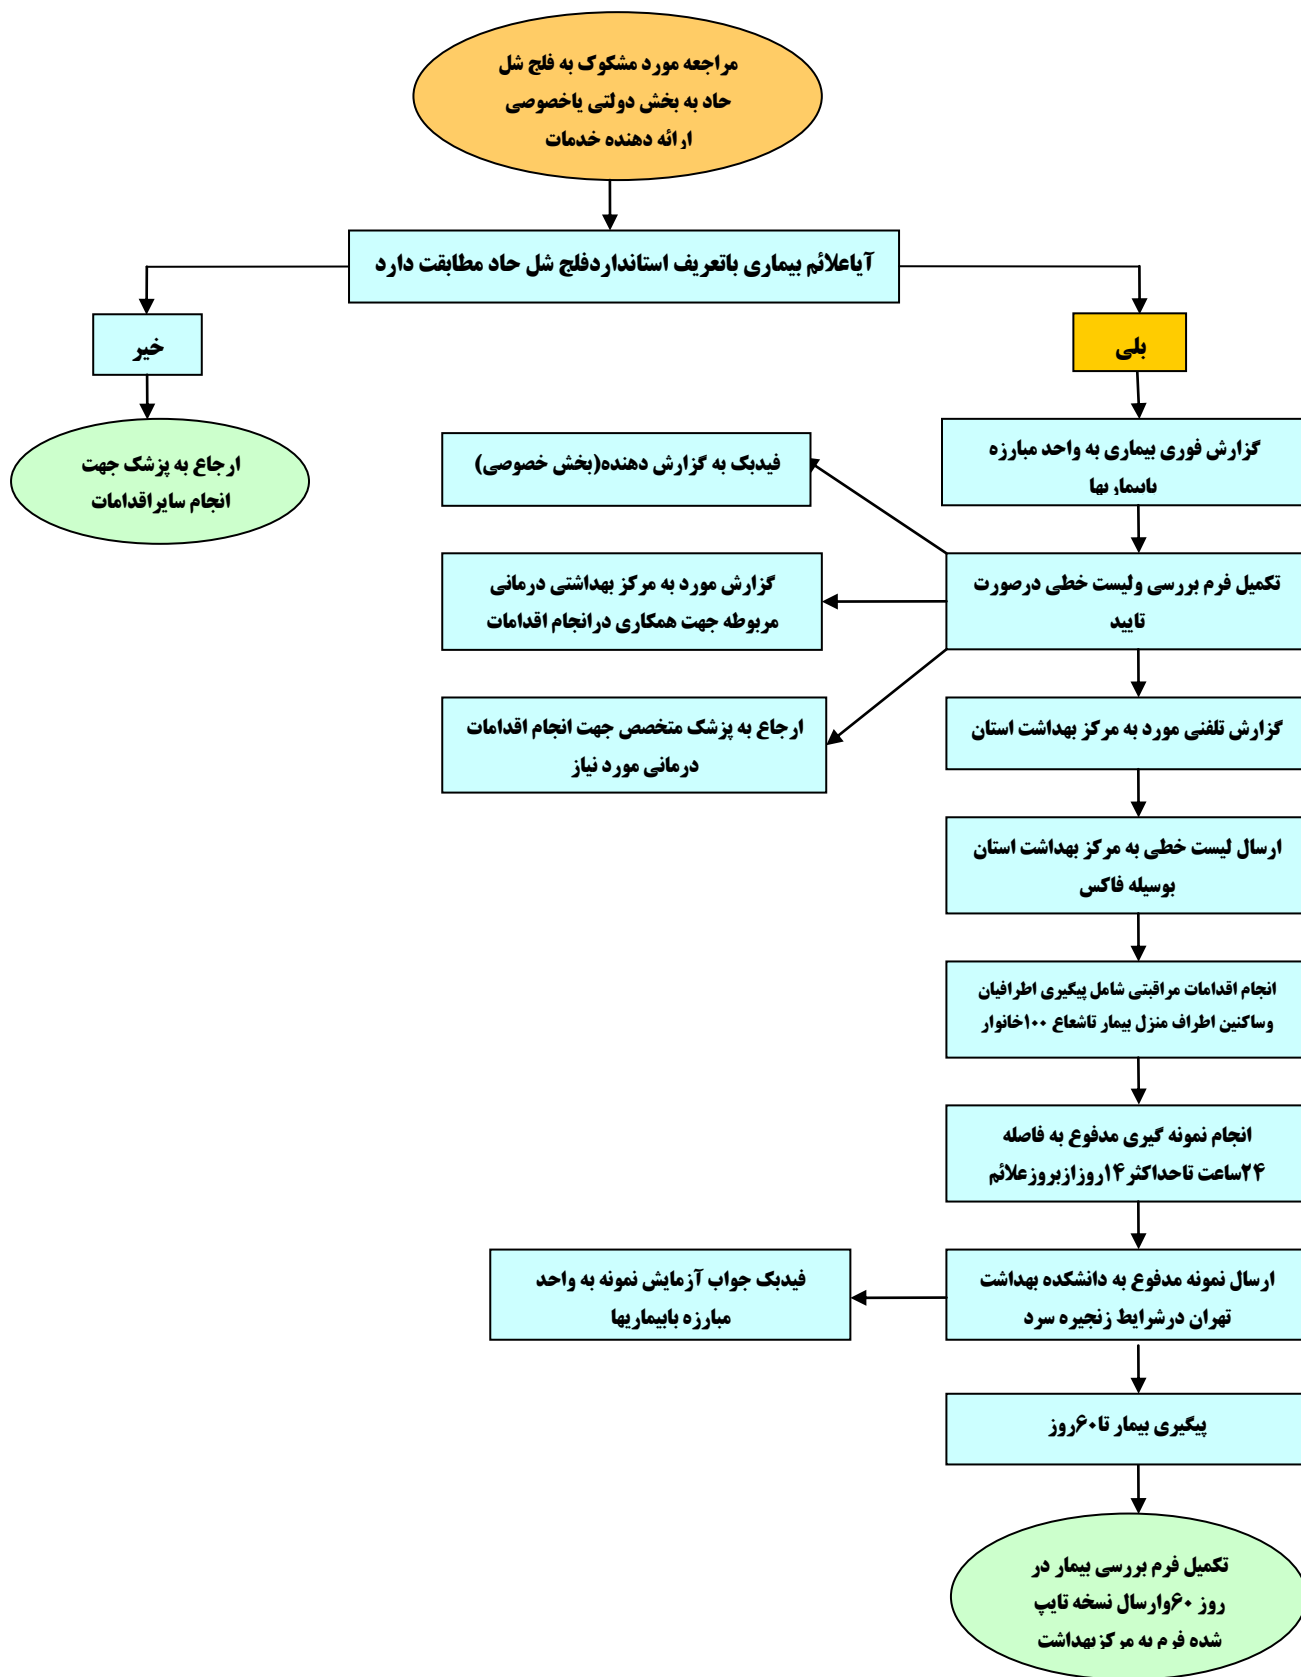 مراجعه مورد مشکوک به فلج شل
حاد به بخش دولتی یاخصوصی
ارائه دهنده خدمات
آیاعلائم بیماری باتعریف استانداردفلج شل حاد مطابقت دارد
بلی
خیر
ارجاع به پزشک جهت
انجام سایراقدامات
گزارش فوری بیماری به واحد مبارزه
بابیماریها
فیدبک به گزارش دهنده(بخش خصوصی)
تکمیل فرم بررسی ولیست خطی درصورت
تایید
گزارش مورد به مرکز بهداشتی درمانی
مربوطه جهت همکاری درانجام اقدامات
ارجاع به پزشک متخصص جهت انجام اقدامات
درمانی مورد نیاز
گزارش تلفنی مورد به مرکز بهداشت استان
ارسال لیست خطی به مرکز بهداشت استان
بوسیله فاکس
انجام اقدامات مراقبتی شامل پیگیری اطرافیان
وساکنین اطراف منزل بیمار تاشعاع ۱۰۰خانوار
انجام نمونه گیری مدفوع به فاصله
۲۴ساعت تاحداکثر۱۴روزازبروزعلائم
ارسال نمونه مدفوع به دانشکده بهداشت
تهران درشرایط زنجیره سرد
فیدبک جواب آزمایش نمونه به واحد
مبارزه بابیماریها
پیگیری بیمار تا۶۰روز
تکمیل فرم بررسی بیمار در
روز ۶۰وارسال نسخه تایپ
شده فرم به مرکزبهداشت